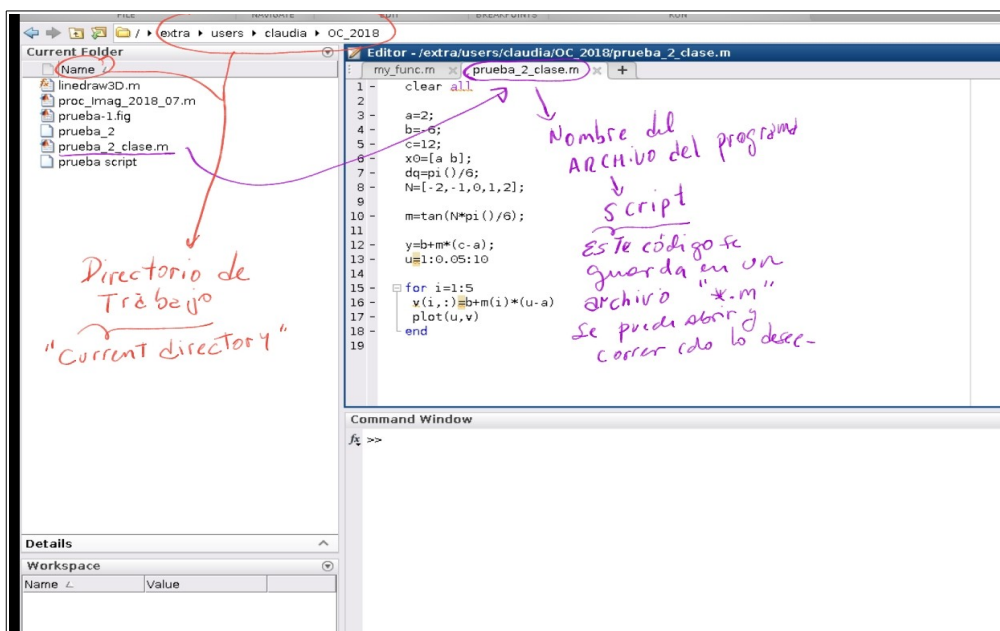 FILE
NAVIGATE
EDIT
BREAKPOINTS
RUN
/ extra users claudia OC_2018
Current Folder
Name
linedraw3D.m
proc_Imag_2018_07.m
prueba-1.fig
prueba_2
prueba_2_clase.m
prueba script
Directorio de
Trabajo
"Current directory"
Details
Workspace
Name
Value
Editor - /extra/users/claudia/OC_2018/prueba_2_clase.m
my_func.m
prueba_2_clase.m
+
1 - clear all
2
3 - a=2;
4 - b=-6;
5 - c=12;
6 - x0=[a b];
7 - dq=pi()/6;
8 - N=[-2,-1,0,1,2];
9
10 - m=tan(N*pi()/6);
11
12 - y=b+m*(c-a);
13 - u=1:0.05:10
14
15 - for i=1:5
16 - v(i,:)=b+m(i)*(u-a)
17 - plot(u,v)
18 - end
19
Nombre del
ARCHIVO del programa
script
Este código se
guarda en un
archivo "*.m"
Se puede abrir y
correr cdo lo desee-
Command Window
fx >>